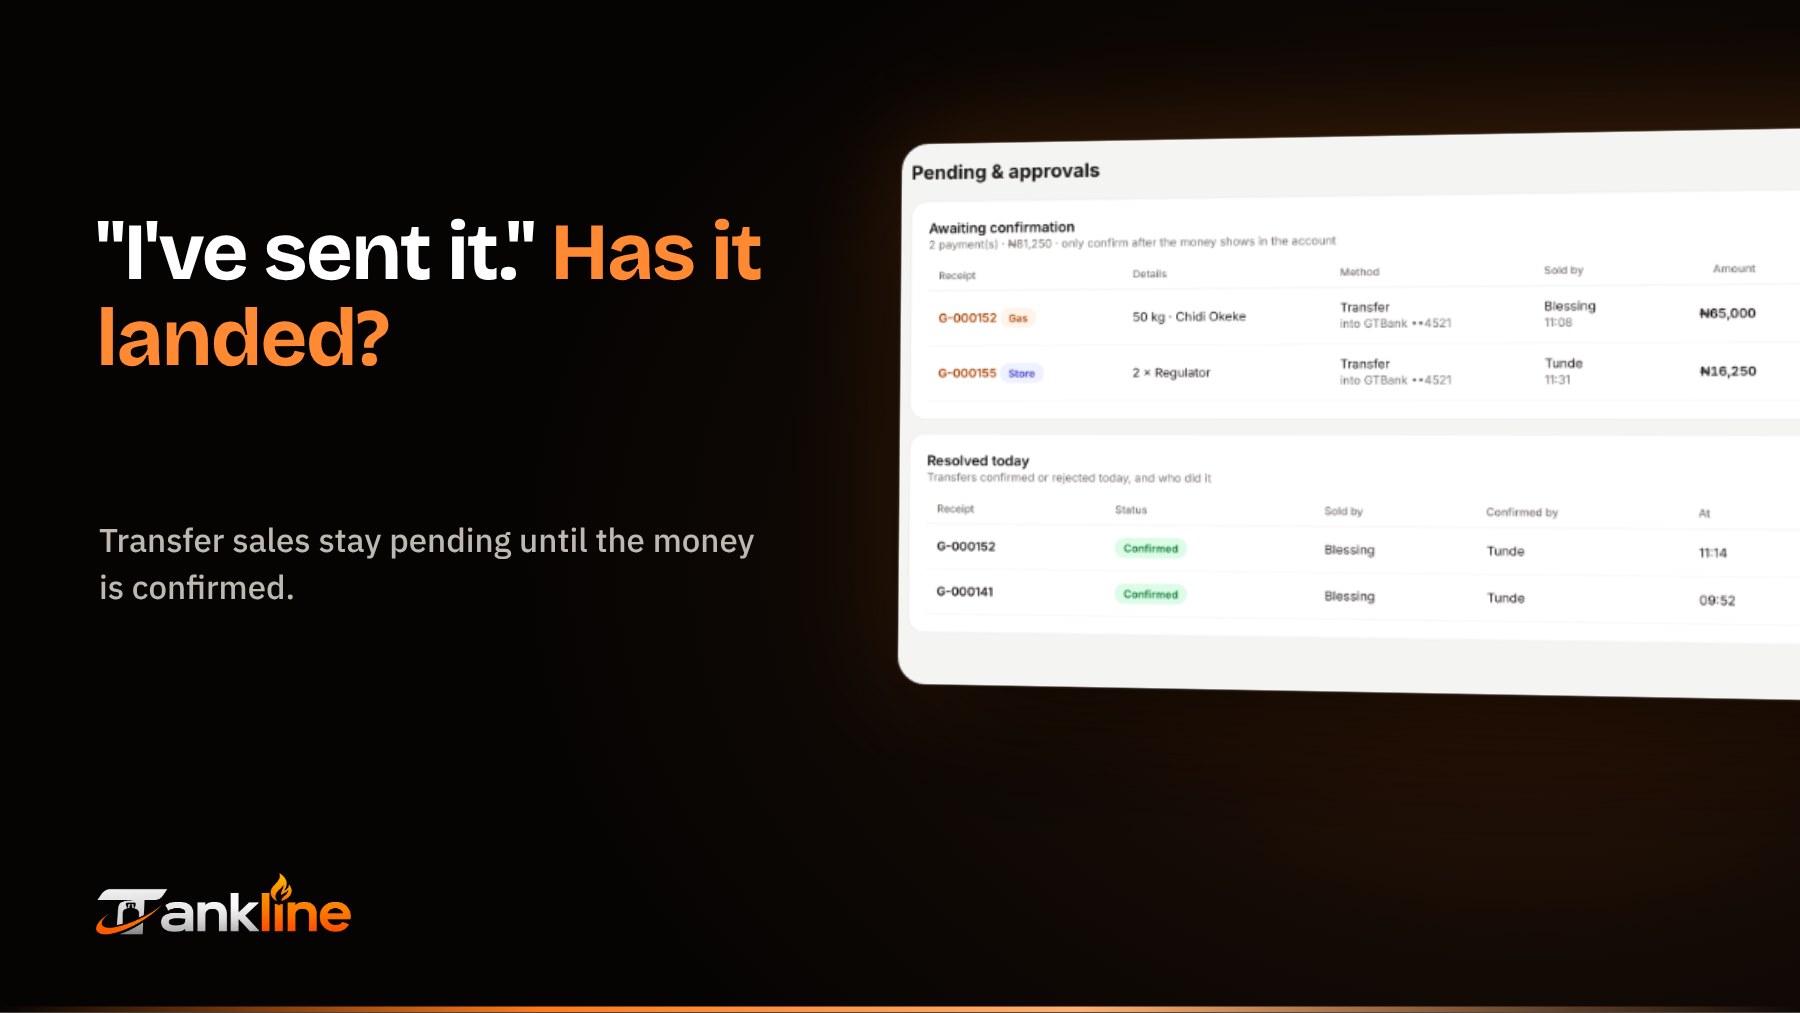 "I've sent it." Has it
landed?
Transfer sales stay pending until the money
is confirmed.
Tankline
Pending & approvals
Awaiting confirmation
2 payment(s) · ₦81,250 · only confirm after the money shows in the account
Receipt Details Method Sold by Amount
G-000152 Gas 50 kg · Chidi Okeke Transfer Blessing ₦65,000
into GTBank ••4521 11:08
G-000155 Store 2 × Regulator Transfer Tunde ₦16,250
into GTBank ••4521 11:31
Resolved today
Transfers confirmed or rejected today, and who did it
Receipt Status Sold by Confirmed by At
G-000152 Confirmed Blessing Tunde 11:14
G-000141 Confirmed Blessing Tunde 09:52